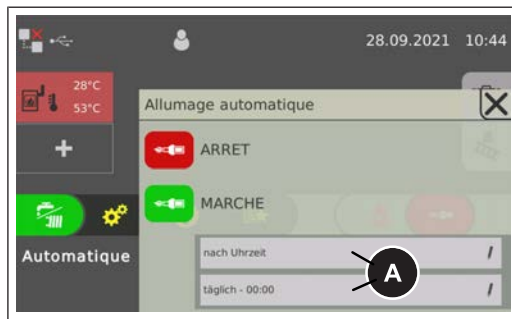 28.09.2021 10:44
28°C
53°C
Allumage automatique
+
ARRET
MARCHE
Automatique
nach Uhrzeit
täglich - 00:00
A